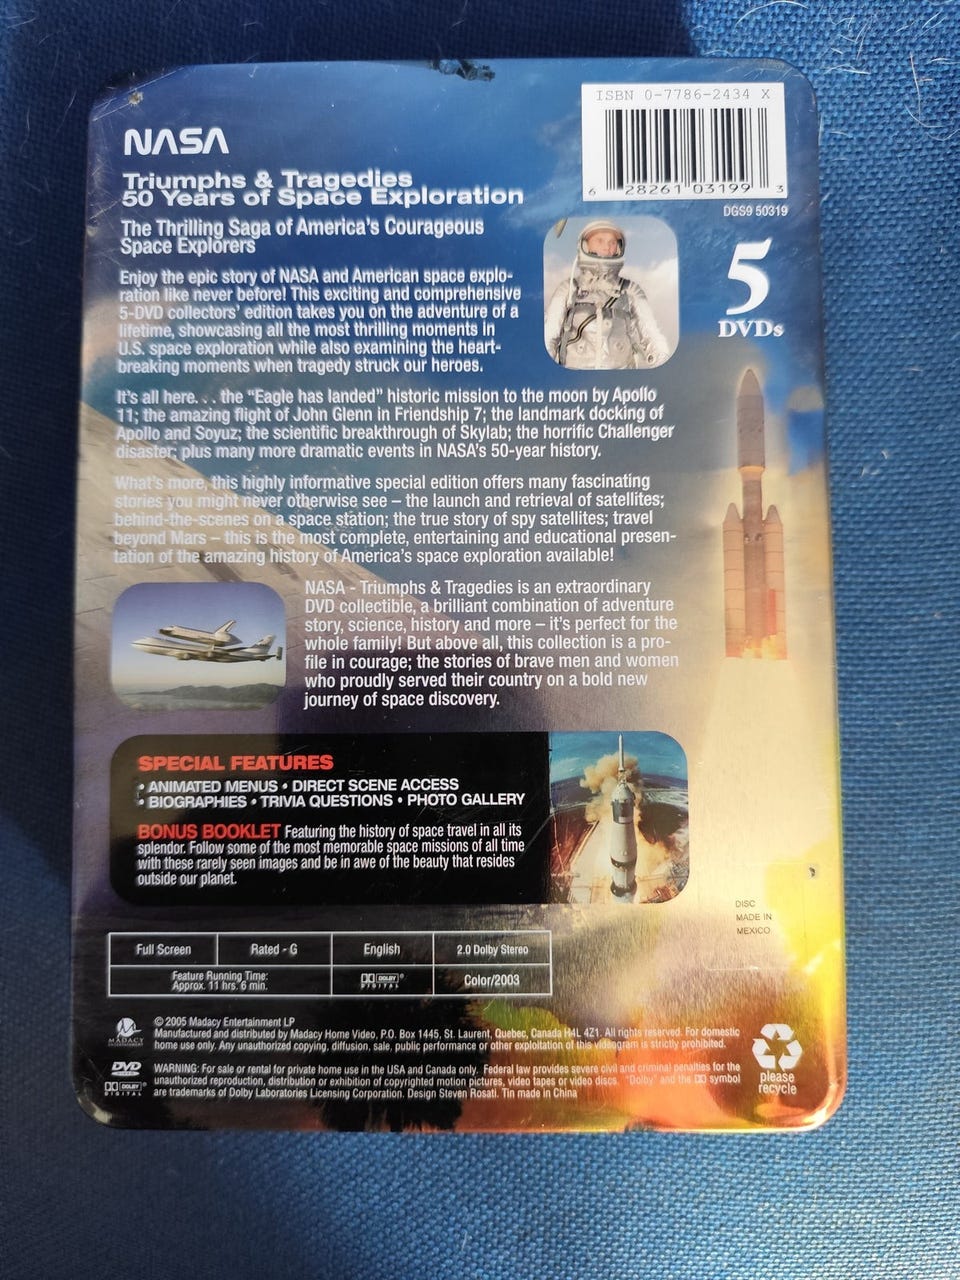 ISBN 0-7786-2434 X
6 28261 03199 3
DGS9 50319
NASA
Triumphs & Tragedies
50 Years of Space Exploration
The Thrilling Saga of America's Courageous
Space Explorers
5
DVDs
Enjoy the epic story of NASA and American space explo-
ration like never before! This exciting and comprehensive
5-DVD collectors' edition takes you on the adventure of a
lifetime, showcasing all the most thrilling moments in
U.S. space exploration while also examining the heart-
breaking moments when tragedy struck our heroes.
It's all here. . . the “Eagle has landed” historic mission to the moon by Apollo
11; the amazing flight of John Glenn in Friendship 7; the landmark docking of
Apollo and Soyuz; the scientific breakthrough of Skylab; the horrific Challenger
disaster; plus many more dramatic events in NASA's 50-year history.
What's more, this highly informative special edition offers many fascinating
stories you might never otherwise see – the launch and retrieval of satellites;
behind-the-scenes on a space station; the true story of spy satellites; travel
beyond Mars – this is the most complete, entertaining and educational presen-
tation of the amazing history of America's space exploration available!
NASA - Triumphs & Tragedies is an extraordinary
DVD collectible, a brilliant combination of adventure
story, science, history and more – it's perfect for the
whole family! But above all, this collection is a pro-
file in courage; the stories of brave men and women
who proudly served their country on a bold new
journey of space discovery.
SPECIAL FEATURES
• ANIMATED MENUS • DIRECT SCENE ACCESS
• BIOGRAPHIES • TRIVIA QUESTIONS • PHOTO GALLERY
BONUS BOOKLET Featuring the history of space travel in all its
splendor. Follow some of the most memorable space missions of all time
with these rarely seen images and be in awe of the beauty that resides
outside our planet.
DISC
MADE IN
MEXICO
Full Screen Rated - G English 2.0 Dolby Stereo
Feature Running Time:
Approx. 11 hrs. 6 min.
DOLBY DIGITAL
Color/2003
MADACY ENTERTAINMENT
© 2005 Madacy Entertainment LP
Manufactured and distributed by Madacy Home Video, P.O. Box 1445, St. Laurent, Quebec, Canada H4L 4Z1. All rights reserved. For domestic
home use only. Any unauthorized copying, diffusion, sale, public performance or other exploitation of this videogram is strictly prohibited.
DVD VIDEO
DOLBY DIGITAL
WARNING: For sale or rental for private home use in the USA and Canada only. Federal law provides severe civil and criminal penalties for the
unauthorized reproduction, distribution or exhibition of copyrighted motion pictures, video tapes or video discs. "Dolby" and the DD symbol
are trademarks of Dolby Laboratories Licensing Corporation. Design Steven Rosati. Tin made in China
please
recycle